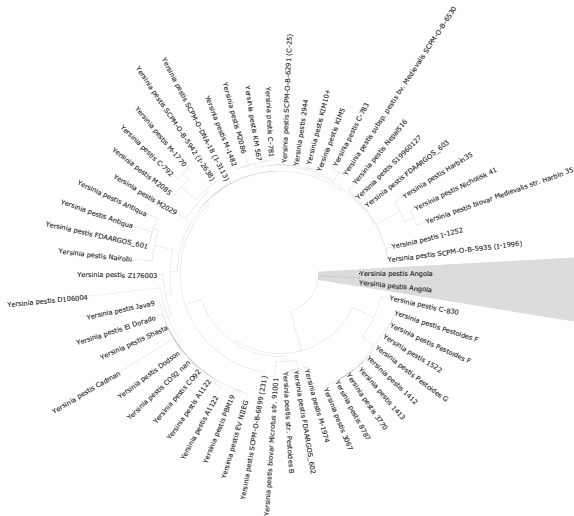 Yersinia pestis SCPM-O-B-6291 (C-25)
Yersinia pestis 2944
Yersinia pestis KIM10+
Yersinia pestis KIM5
Yersinia pestis C-783
Yersinia pestis subsp. pestis bv. Medievalis SCPM-O-B-6530
Yersinia pestis Nepal516
Yersinia pestis S19960127
Yersinia pestis FDAARGOS_603
Yersinia pestis Harbin35
Yersinia pestis Nicholisk 41
Yersinia pestis biovar Medievalis str. Harbin 35
Yersinia pestis I-1252
Yersinia pestis SCPM-O-B-5935 (I-1996)
Yersinia pestis Angola
Yersinia pestis Angola
Yersinia pestis C-830
Yersinia pestis Pestoides F
Yersinia pestis Pestoides F
Yersinia pestis 1522
Yersinia pestis Pestoides G
Yersinia pestis 1412
Yersinia pestis 1413
Yersinia pestis 3770
Yersinia pestis 8787
Yersinia pestis 3067
Yersinia pestis M-1974
Yersinia pestis FDAARGOS_602
Yersinia pestis str. Pestoides B
Yersinia pestis biovar Microtus str. 91001
Yersinia pestis SCPM-O-B-6899 (231)
Yersinia pestis EV NIIEG
Yersinia pestis PBM19
Yersinia pestis A1122
Yersinia pestis A1122
Yersinia pestis CO92
Yersinia pestis CO92_nan
Yersinia pestis Dodson
Yersinia pestis Cadman
Yersinia pestis Shasta
Yersinia pestis El Dorado
Yersinia pestis Java9
Yersinia pestis D106004
Yersinia pestis Z176003
Yersinia pestis Nairobi
Yersinia pestis FDAARGOS_601
Yersinia pestis Antiqua
Yersinia pestis Antiqua
Yersinia pestis M2029
Yersinia pestis M2085
Yersinia pestis C-792
Yersinia pestis M-1770
Yersinia pestis SCPM-O-B-5942 (I-2638)
Yersinia pestis SCPM-O-DNA-18 (I-3113)
Yersinia pestis M-1482
Yersinia pestis M2086
Yersinia pestis KM 567
Yersinia pestis C-781